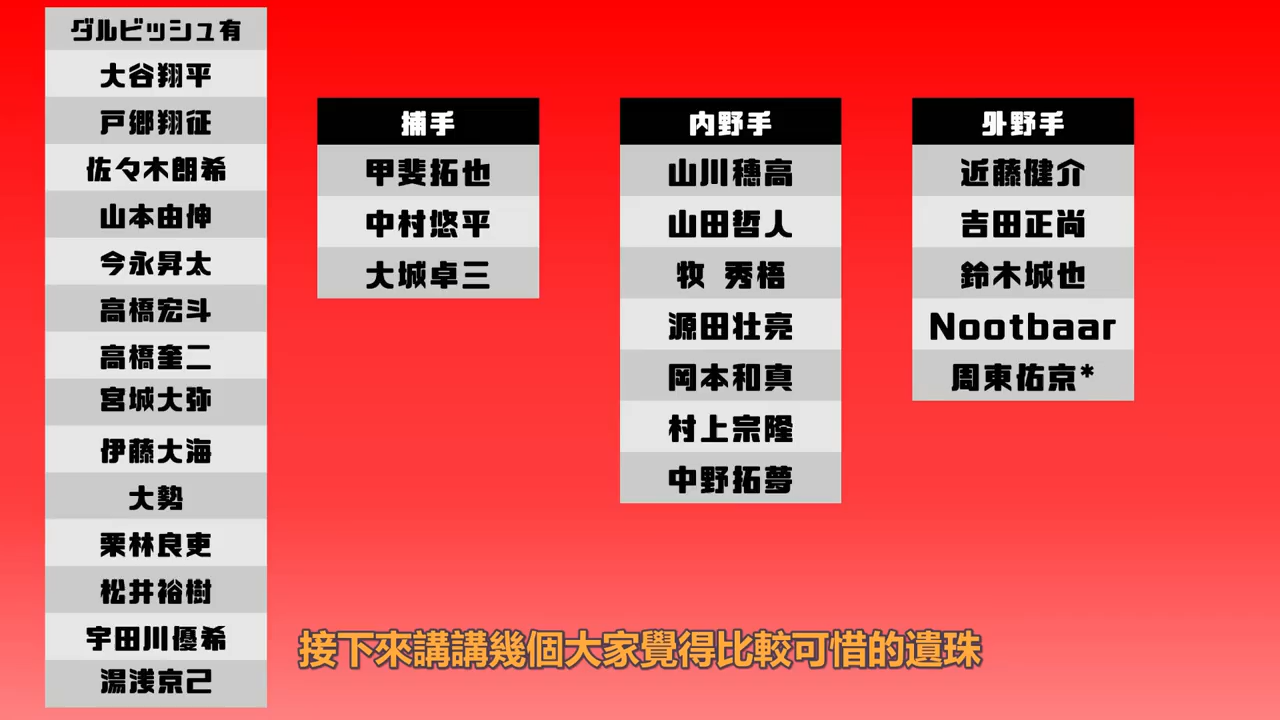 ダルビッシュ有
大谷翔平
戸郷翔征
佐々木朗希
山本由伸
今永昇太
高橋宏斗
高橋奎二
宮城大弥
伊藤大海
大勢
栗林良吏
松井裕樹
宇田川優希
湯浅京己
捕手
甲斐拓也
中村悠平
大城卓三
内野手
山川穂高
山田哲人
牧 秀悟
源田壮亮
岡本和真
村上宗隆
中野拓夢
外野手
近藤健介
吉田正尚
鈴木城也
Nootbaar
周東佑京*
接下來講講幾個大家覺得比較可惜的遺珠